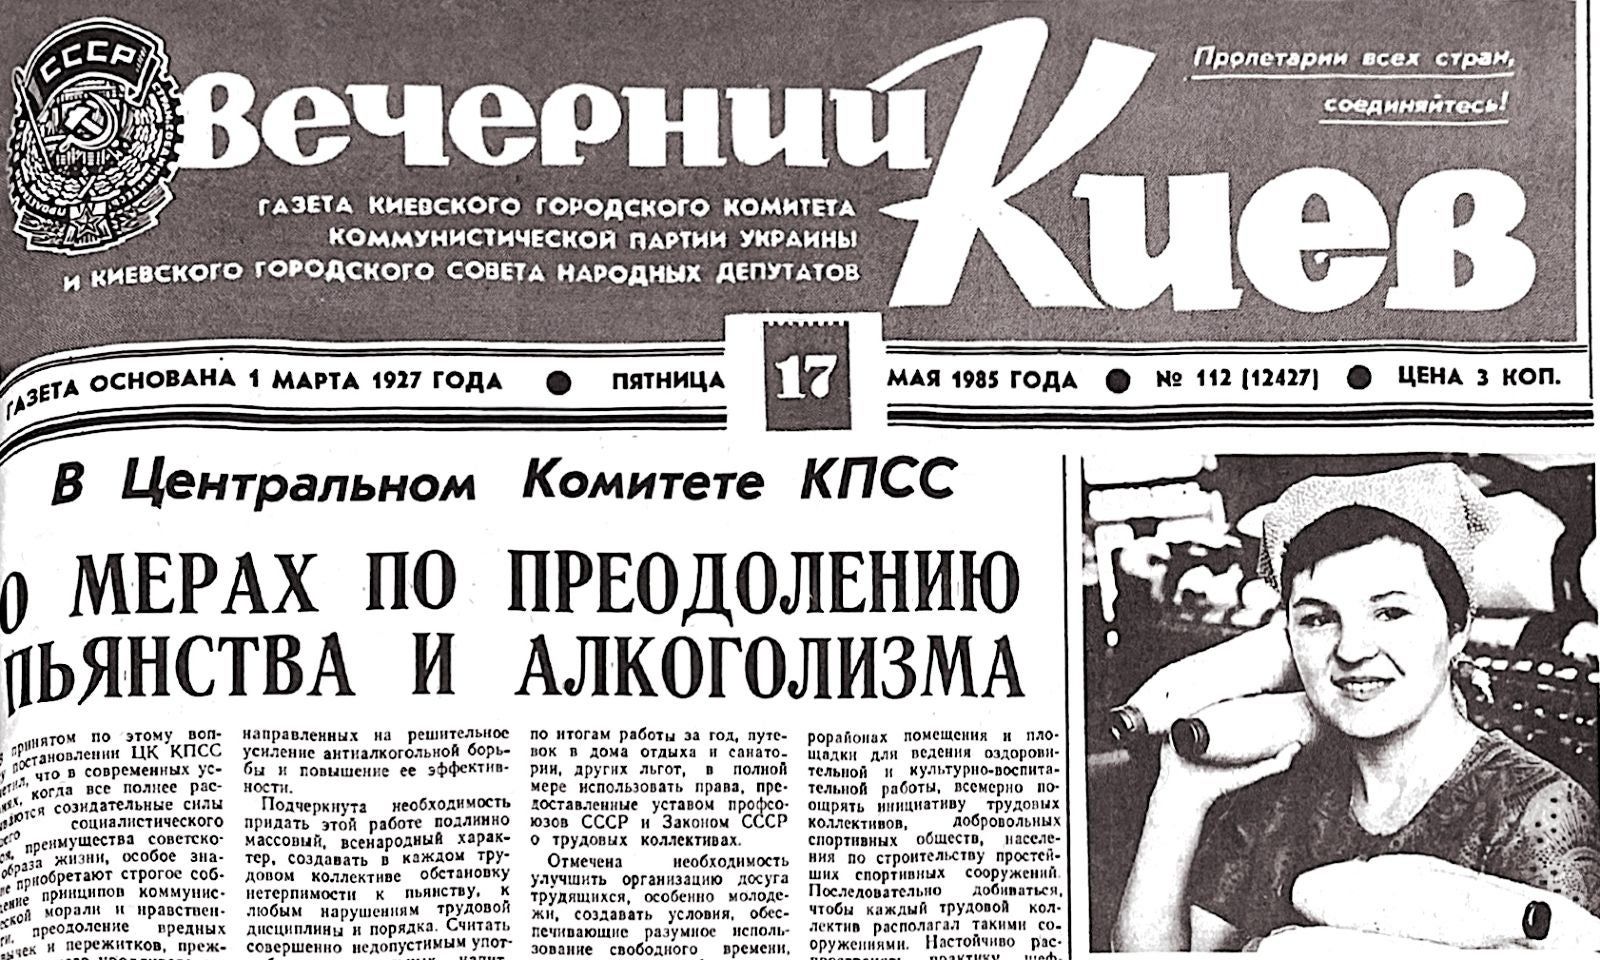 СССР
Вечерний Киев
Пролетарии всех стран,
соединяйтесь!
ГАЗЕТА КИЕВСКОГО ГОРОДСКОГО КОМИТЕТА
КОММУНИСТИЧЕСКОЙ ПАРТИИ УКРАИНЫ
И КИЕВСКОГО ГОРОДСКОГО СОВЕТА НАРОДНЫХ ДЕПУТАТОВ
ГАЗЕТА ОСНОВАНА 1 МАРТА 1927 ГОДА ● ПЯТНИЦА 17 МАЯ 1985 ГОДА ● № 112 (12427) ● ЦЕНА 3 КОП.
В Центральном Комитете КПСС
О МЕРАХ ПО ПРЕОДОЛЕНИЮ
ПЬЯНСТВА И АЛКОГОЛИЗМА
принятом по этому воп-
постановлении ЦК КПСС
что в современных ус-
когда все полнее рас-
созидательные силы
социалистического
преимущества советско-
образа жизни, особое зна-
приобретают строгое соб-
принципов коммунис-
морали и нравствен-
преодоление вредных
и пережитков, преж-
направленных на решительное
усиление антиалкогольной борь-
бы и повышение ее эффектив-
ности.
Подчеркнута необходимость
придать этой работе подлинно
массовый, всенародный харак-
тер, создавать в каждом тру-
довом коллективе обстановку
нетерпимости к пьянству, к
любым нарушениям трудовой
дисциплины и порядка. Считать
совершенно недопустимым упот-
по итогам работы за год, путе-
вок в дома отдыха и санато-
рии, других льгот, в полной
мере использовать права, пре-
доставленные уставом профсо-
юзов СССР и Законом СССР
о трудовых коллективах.
Отмечена необходимость
улучшить организацию досуга
трудящихся, особенно молоде-
жи, создавать условия, обес-
печивающие разумное исполь-
зование свободного времени,
рорайонах помещения и пло-
щадки для ведения оздорови-
тельной и культурно-воспита-
тельной работы, всемерно по-
ощрять инициативу трудовых
коллективов, добровольных
спортивных обществ, населе-
ния по строительству простей-
ших спортивных сооружений.
Последовательно добиваться,
чтобы каждый трудовой кол-
лектив располагал такими со-
оружениями. Настойчиво рас-